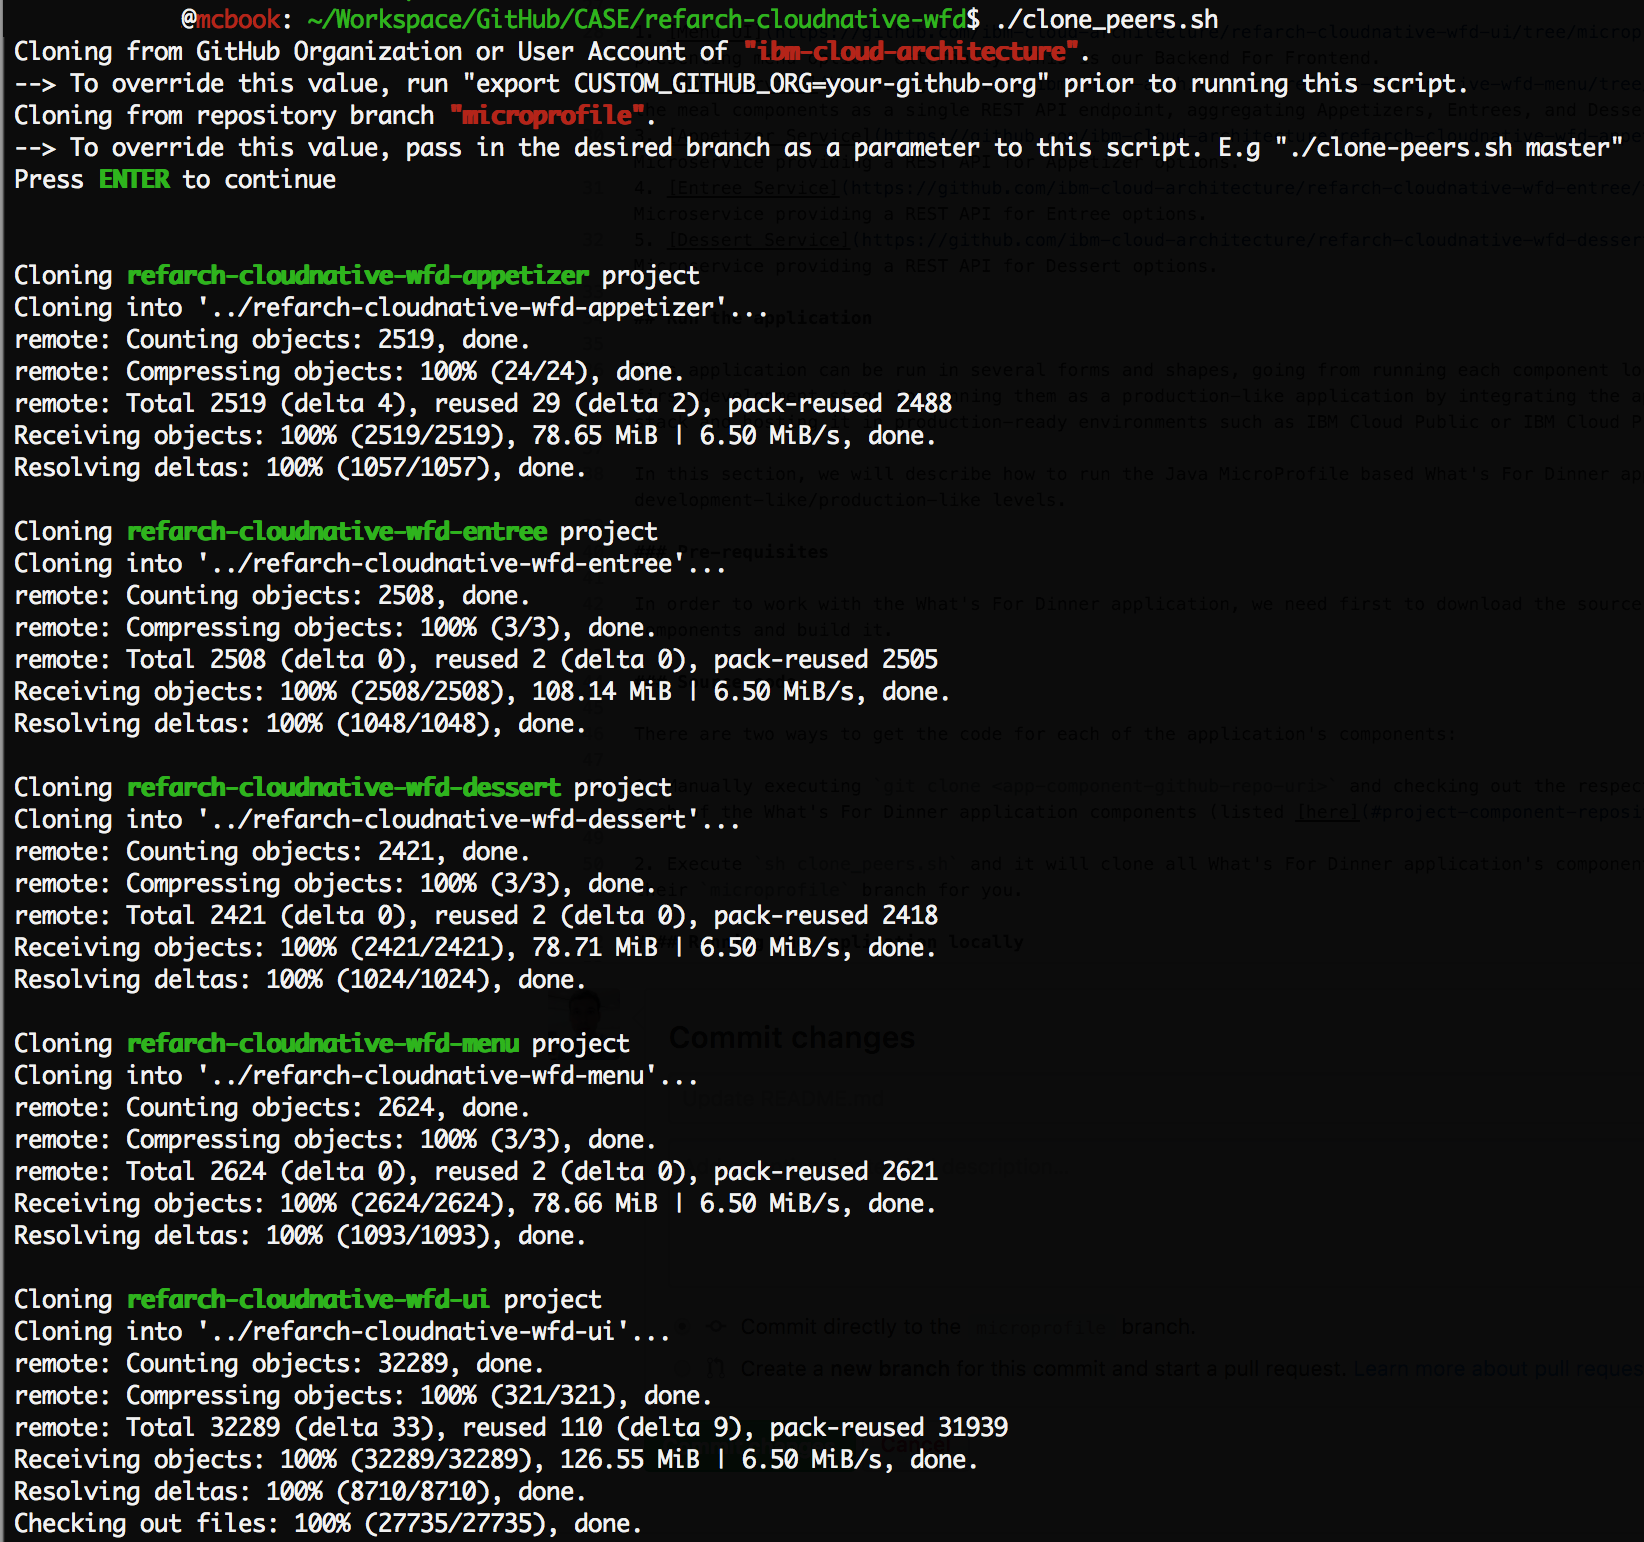 @mcbook: ~/Workspace/GitHub/CASE/refarch-cloudnative-wfd$ ./clone_peers.sh
Cloning from GitHub Organization or User Account of "ibm-cloud-architecture".
--> To override this value, run "export CUSTOM_GITHUB_ORG=your-github-org" prior to running this script.
Cloning from repository branch "microprofile".
--> To override this value, pass in the desired branch as a parameter to this script. E.g "./clone-peers.sh master"
Press ENTER to continue
Cloning refarch-cloudnative-wfd-appetizer project
Cloning into '../refarch-cloudnative-wfd-appetizer'...
remote: Counting objects: 2519, done.
remote: Compressing objects: 100% (24/24), done.
remote: Total 2519 (delta 4), reused 29 (delta 2), pack-reused 2488
Receiving objects: 100% (2519/2519), 78.65 MiB | 6.50 MiB/s, done.
Resolving deltas: 100% (1057/1057), done.
Cloning refarch-cloudnative-wfd-entree project
Cloning into '../refarch-cloudnative-wfd-entree'...
remote: Counting objects: 2508, done.
remote: Compressing objects: 100% (3/3), done.
remote: Total 2508 (delta 0), reused 2 (delta 0), pack-reused 2505
Receiving objects: 100% (2508/2508), 108.14 MiB | 6.50 MiB/s, done.
Resolving deltas: 100% (1048/1048), done.
Cloning refarch-cloudnative-wfd-dessert project
Cloning into '../refarch-cloudnative-wfd-dessert'...
remote: Counting objects: 2421, done.
remote: Compressing objects: 100% (3/3), done.
remote: Total 2421 (delta 0), reused 2 (delta 0), pack-reused 2418
Receiving objects: 100% (2421/2421), 78.71 MiB | 6.50 MiB/s, done.
Resolving deltas: 100% (1024/1024), done.
Cloning refarch-cloudnative-wfd-menu project
Cloning into '../refarch-cloudnative-wfd-menu'...
remote: Counting objects: 2624, done.
remote: Compressing objects: 100% (3/3), done.
remote: Total 2624 (delta 0), reused 2 (delta 0), pack-reused 2621
Receiving objects: 100% (2624/2624), 78.66 MiB | 6.50 MiB/s, done.
Resolving deltas: 100% (1093/1093), done.
Cloning refarch-cloudnative-wfd-ui project
Cloning into '../refarch-cloudnative-wfd-ui'...
remote: Counting objects: 32289, done.
remote: Compressing objects: 100% (321/321), done.
remote: Total 32289 (delta 33), reused 110 (delta 9), pack-reused 31939
Receiving objects: 100% (32289/32289), 126.55 MiB | 6.50 MiB/s, done.
Resolving deltas: 100% (8710/8710), done.
Checking out files: 100% (27735/27735), done.